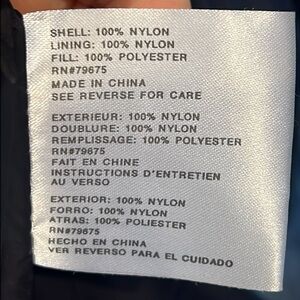 SHELL: 100% NYLON
LINING: 100% NYLON
FILL: 100% POLYESTER
RN#79675
MADE IN CHINA
SEE REVERSE FOR CARE
EXTERIEUR: 100% NYLON
DOUBLURE: 100% NYLON
REMPLISSAGE: 100% POLYESTER
RN#79675
FAIT EN CHINE
INSTRUCTIONS D'ENTRETIEN
AU VERSO
EXTERIOR: 100% NYLON
FORRO: 100% NYLON
ATRAS: 100% POLIESTER
RN#79675
HECHO EN CHINA
VER REVERSO PARA EL CUIDADO